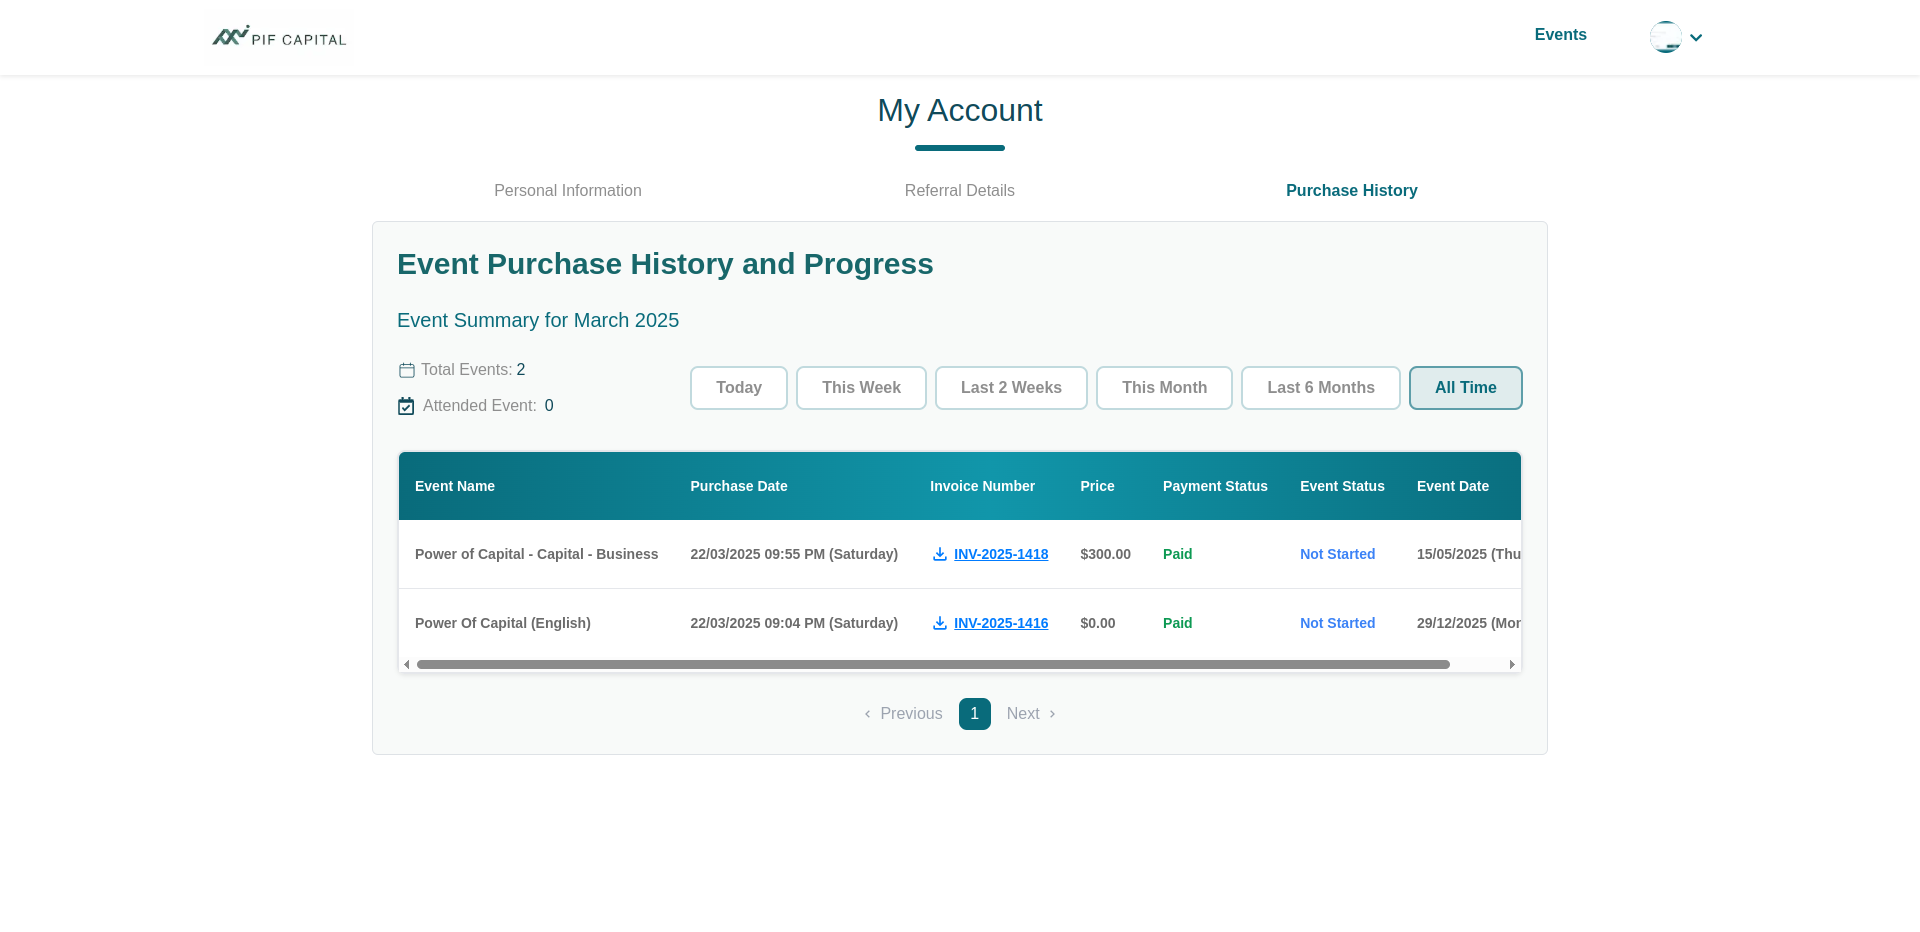 PIF CAPITAL
Events
My Account
Personal Information Referral Details Purchase History
Event Purchase History and Progress
Event Summary for March 2025
Total Events: 2
Attended Event: 0
Today This Week Last 2 Weeks This Month Last 6 Months All Time
Event Name Purchase Date Invoice Number Price Payment Status Event Status Event Date
Power of Capital - Capital - Business 22/03/2025 09:55 PM (Saturday) INV-2025-1418 $300.00 Paid Not Started 15/05/2025 (Thu
Power Of Capital (English) 22/03/2025 09:04 PM (Saturday) INV-2025-1416 $0.00 Paid Not Started 29/12/2025 (Mon
‹ Previous 1 Next ›